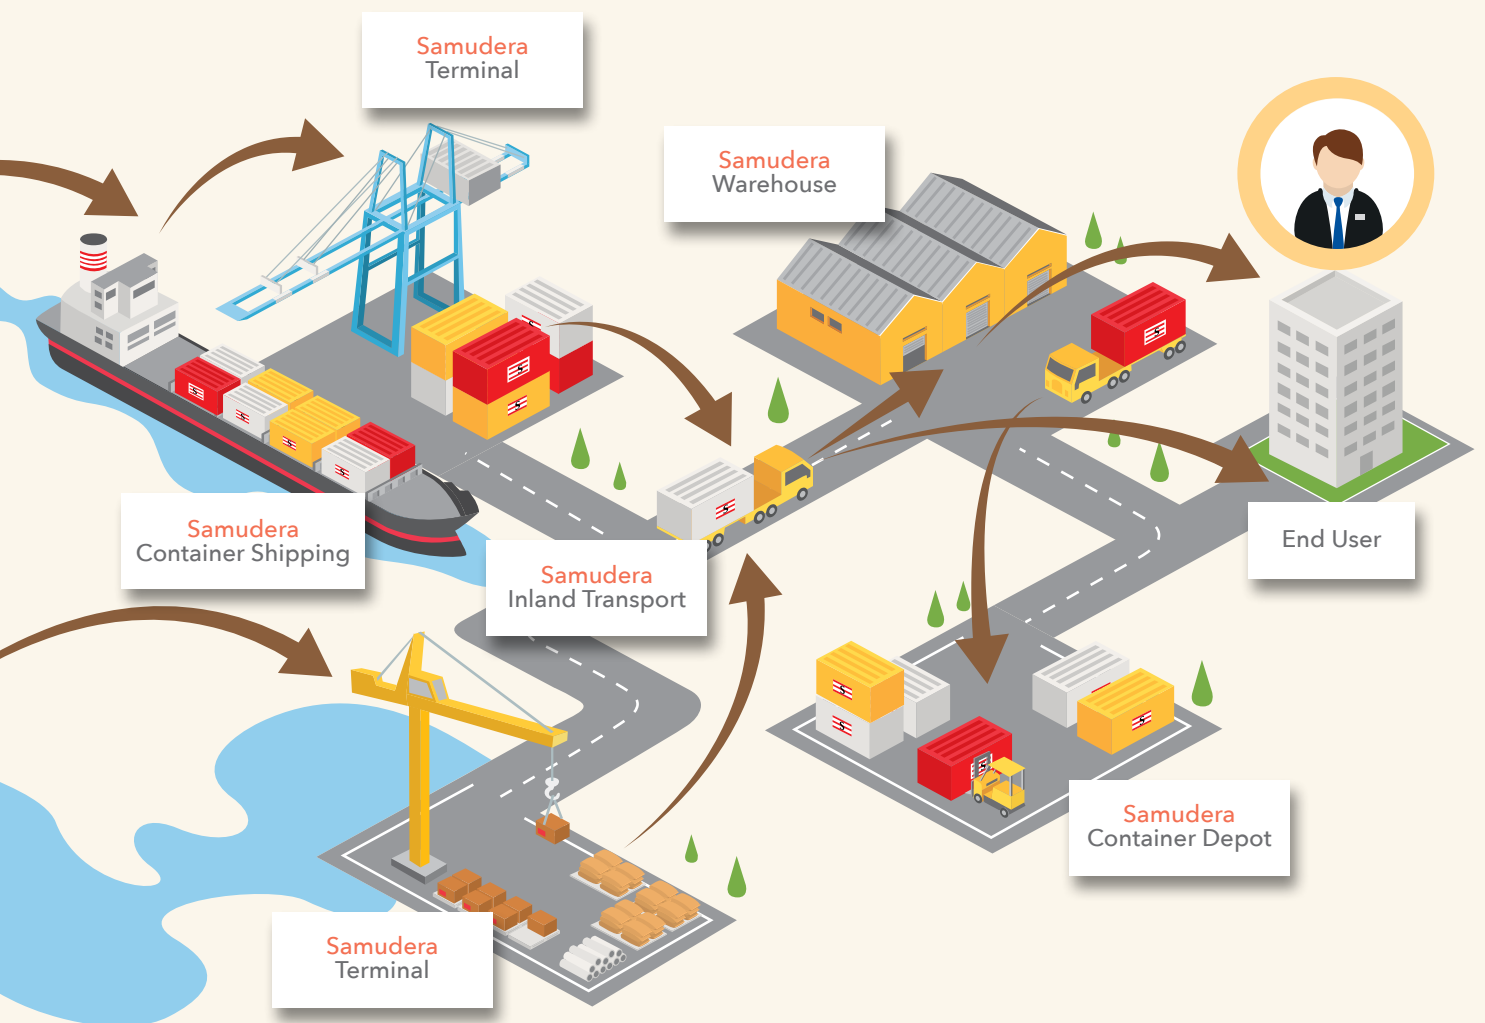 Samudera
Terminal
Samudera
Warehouse
Samudera
Container Shipping
Samudera
Inland Transport
End User
Samudera
Container Depot
Samudera
Terminal